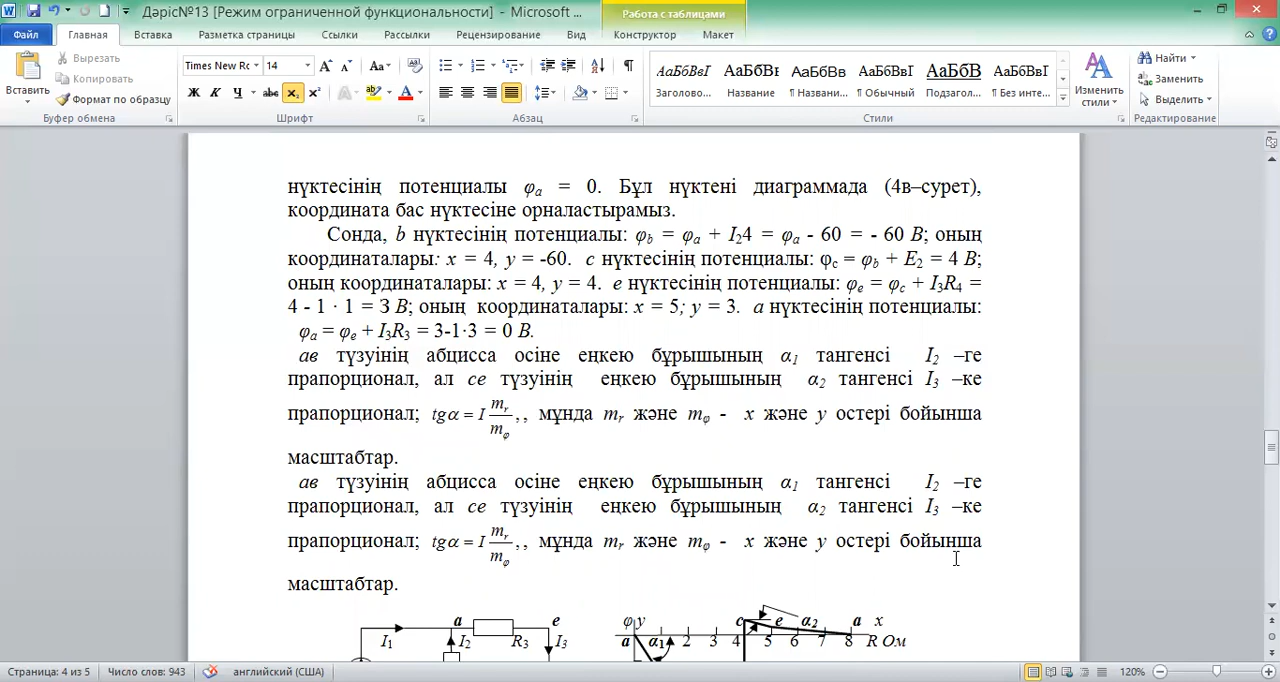 Дәріс№13 [Режим ограниченной функциональности] - Microsoft ...
Работа с таблицами
Файл Главная Вставка Разметка страницы Ссылки Рассылки Рецензирование Вид Конструктор Макет
Вставить
Вырезать
Копировать
Формат по образцу
Буфер обмена
Times New Rc 14
Ж К Ч abc X₂ X²
Шрифт
Абзац
АаБбВвІ АаБбВі АаБбВв АаБбВвІ АаБбВ АаБбВвІ
Заголово... Название ¶ Названи... ¶ Обычный Подзагол... ¶ Без инте...
Стили
Изменить стили
Найти
Заменить
Выделить
Редактирование
нүктесінің потенциалы φₐ = 0. Бұл нүктені диаграммада (4в–сурет),
координата бас нүктесіне орналастырамыз.
Сонда, b нүктесінің потенциалы: φb = φₐ + I₂4 = φₐ - 60 = - 60 В; оның
координаталары: x = 4, y = -60. c нүктесінің потенциалы: φc = φb + E₂ = 4 В;
оның координаталары: x = 4, y = 4. e нүктесінің потенциалы: φe = φc + I₃R₄ =
4 - 1 · 1 = 3 В; оның координаталары: x = 5; y = 3. a нүктесінің потенциалы:
φₐ = φe + I₃R₃ = 3-1·3 = 0 В.
ав түзуінің абцисса осіне еңкею бұрышының α₁ тангенсі I₂ –ге
прапорционал, ал се түзуінің еңкею бұрышының α₂ тангенсі I₃ –ке
прапорционал; tgα = I mᵣ/mφ,, мұнда mᵣ және mφ - x және y остері бойынша
масштабтар.
ав түзуінің абцисса осіне еңкею бұрышының α₁ тангенсі I₂ –ге
прапорционал, ал се түзуінің еңкею бұрышының α₂ тангенсі I₃ –ке
прапорционал; tgα = I mᵣ/mφ,, мұнда mᵣ және mφ - x және y остері бойынша
масштабтар.
a e φ y c e α₂ a x
I₁ I₂ R₃ I₃ a α₁ 2 3 4 5 6 7 8 R Ом
Страница: 4 из 5 Число слов: 943 английский (США) 120%